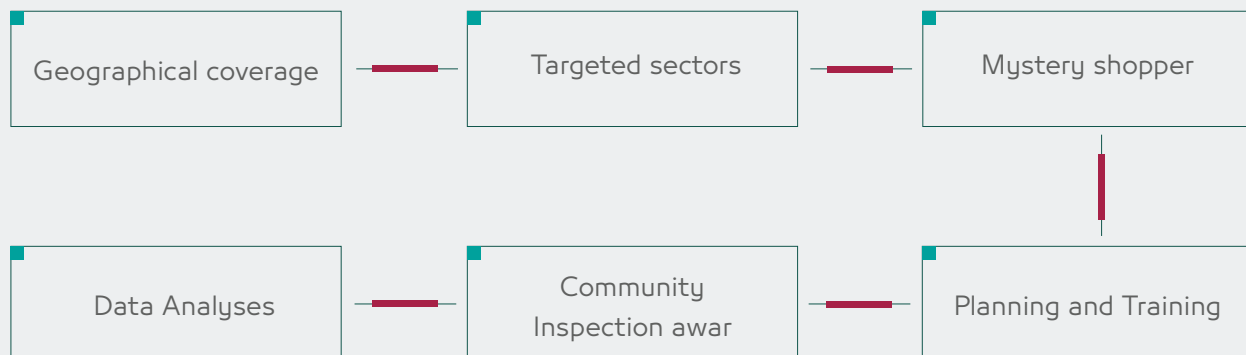 Geographical coverage
Targeted sectors
Mystery shopper
Data Analyses
Community
Inspection awar
Planning and Training